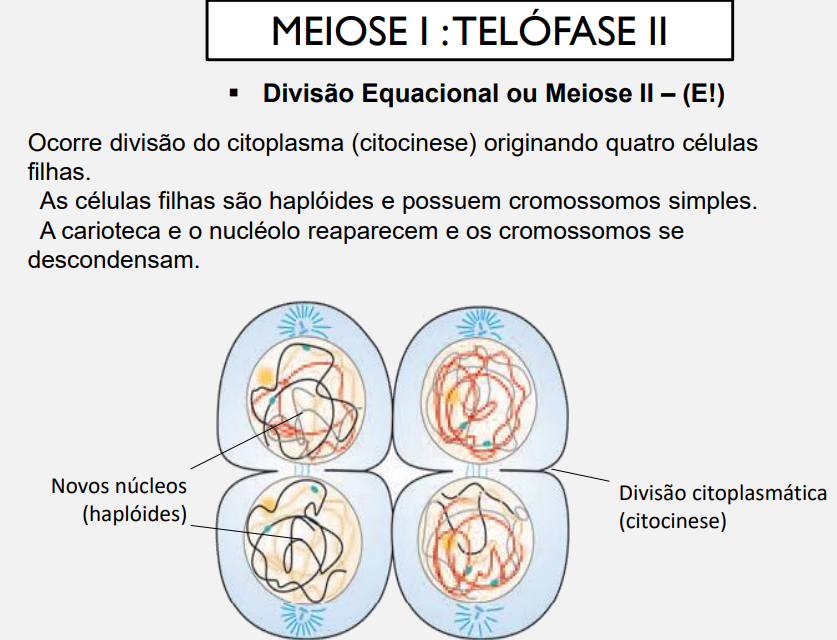 MEIOSE I : TELÓFASE II
▪ Divisão Equacional ou Meiose II – (E!)
Ocorre divisão do citoplasma (citocinese) originando quatro células
filhas.
As células filhas são haplóides e possuem cromossomos simples.
A carioteca e o nucléolo reaparecem e os cromossomos se
descondensam.
Novos núcleos
(haplóides)
Divisão citoplasmática
(citocinese)